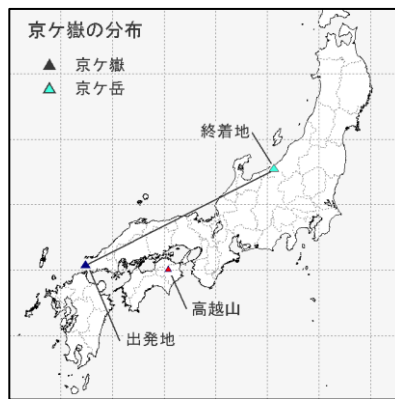 京ケ嶽の分布
京ケ嶽
京ケ岳
終着地
高越山
出発地